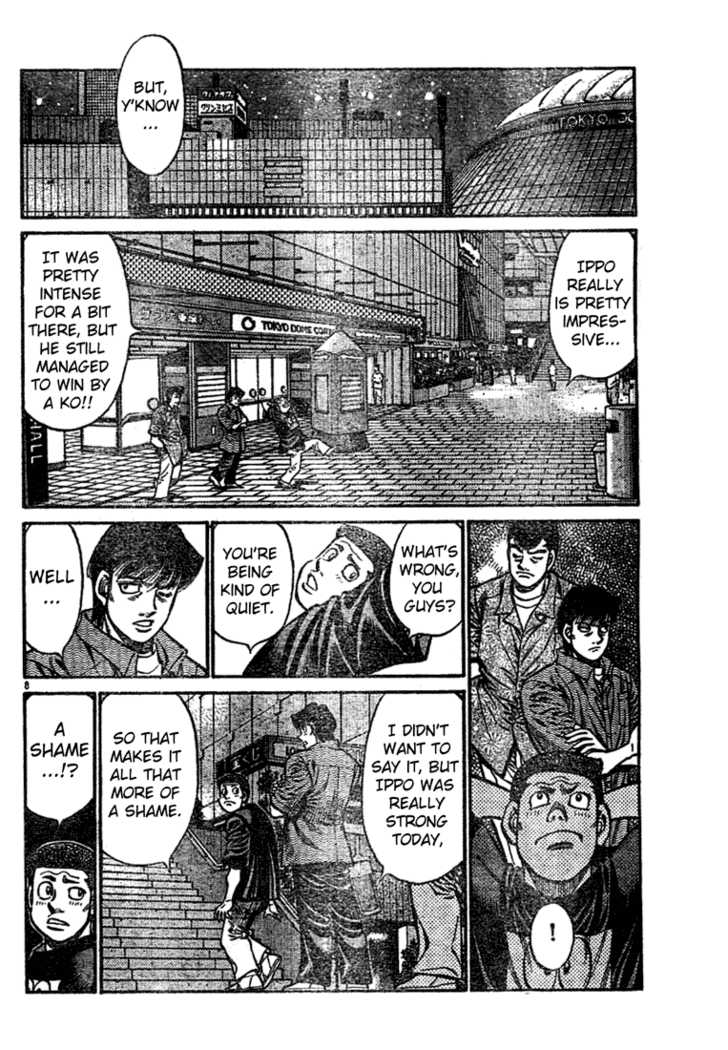 BUT,
Y'KNOW
...
TOKYO
IPPO
REALLY
IS PRETTY
IMPRES-
SIVE...
IT WAS
PRETTY
INTENSE
FOR A BIT
THERE, BUT
HE STILL
MANAGED
TO WIN BY
A KO!!
TOKYO DOME
HALL
WHAT'S
WRONG,
YOU
GUYS?
YOU'RE
BEING
KIND OF
QUIET.
WELL
...
8
!
I DIDN'T
WANT TO
SAY IT, BUT
IPPO WAS
REALLY
STRONG
TODAY,
SO THAT
MAKES IT
ALL THAT
MORE OF
A SHAME.
A
SHAME
...!?